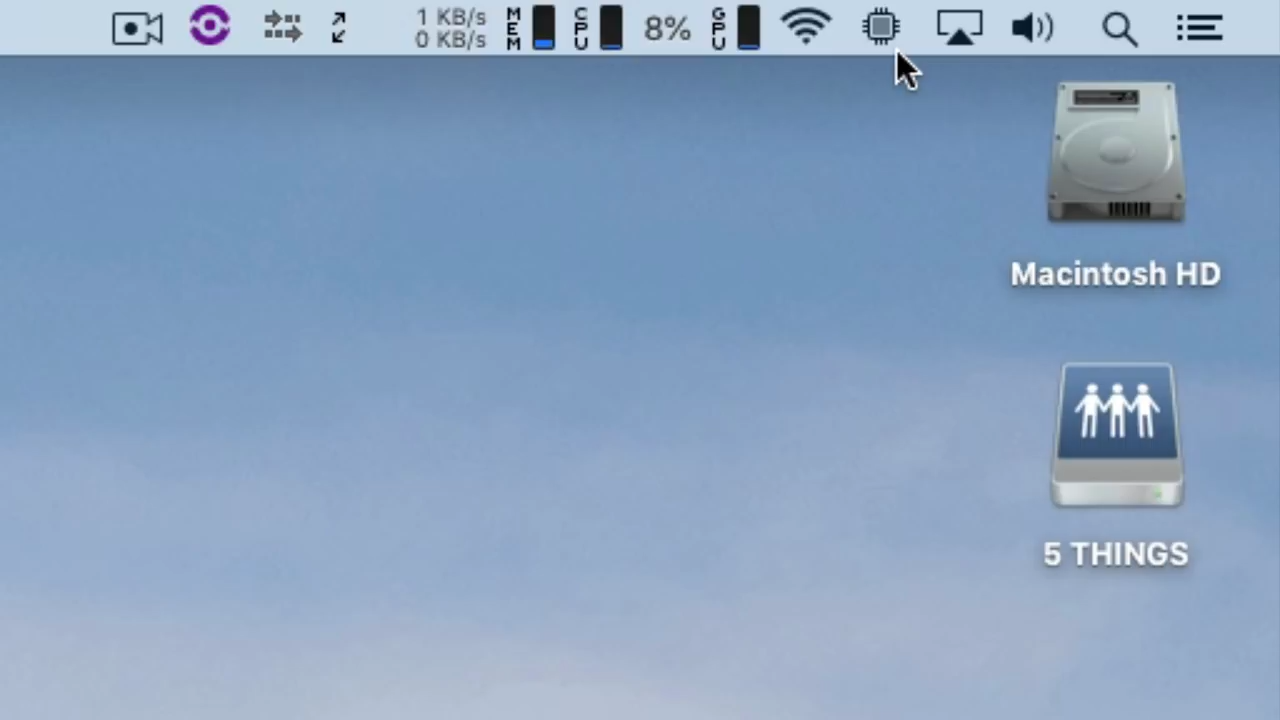 1 KB/s
0 KB/s
MEM
CPU
8%
GPU
Macintosh HD
5 THINGS